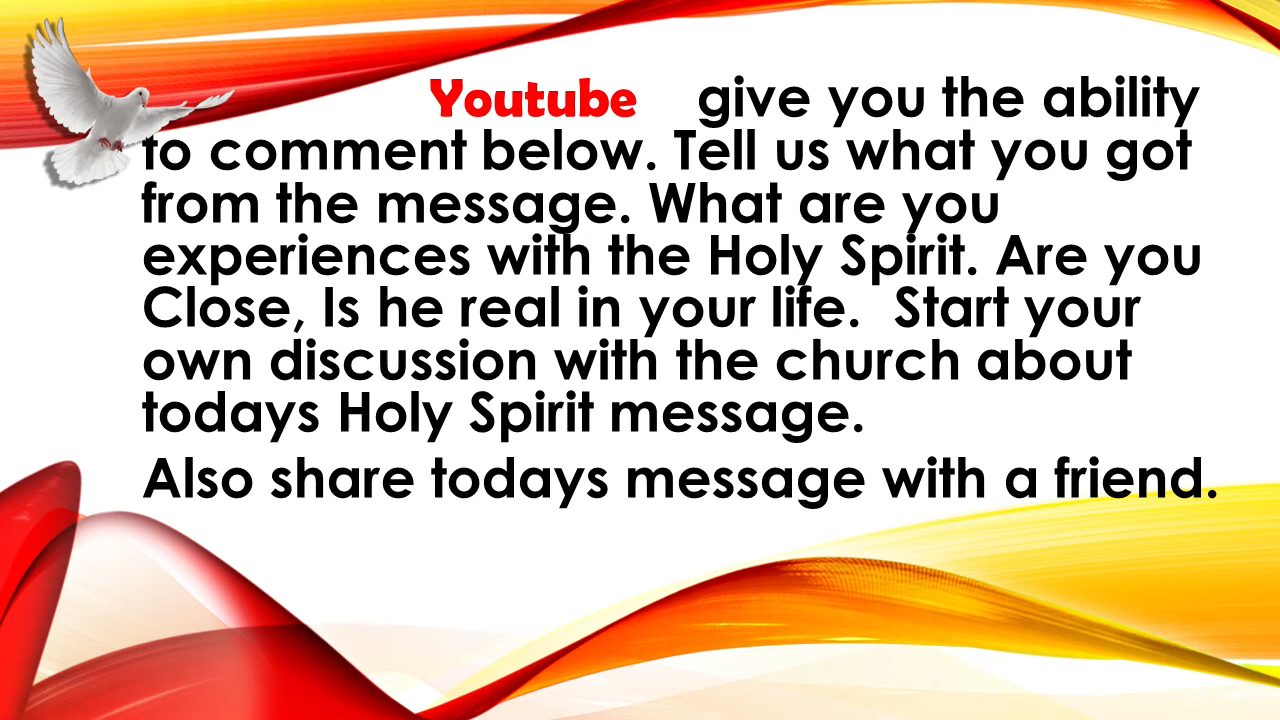 Youtube give you the ability
to comment below. Tell us what you got
from the message. What are you
experiences with the Holy Spirit. Are you
Close, Is he real in your life. Start your
own discussion with the church about
todays Holy Spirit message.
Also share todays message with a friend.